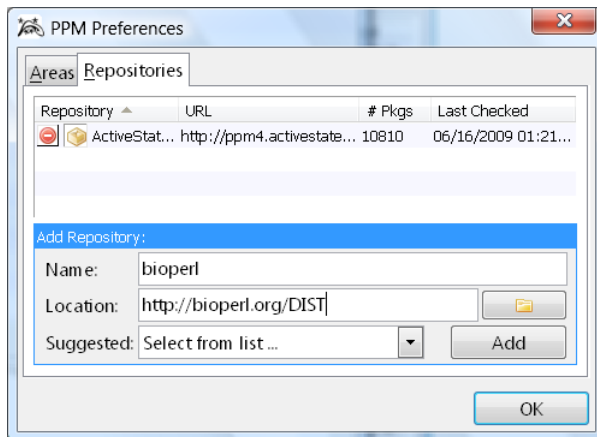 PPM Preferences
Areas Repositories
Repository URL # Pkgs Last Checked
ActiveStat... http://ppm4.activestate... 10810 06/16/2009 01:21...
Add Repository:
Name: bioperl
Location: http://bioperl.org/DIST
Suggested: Select from list ... Add
OK